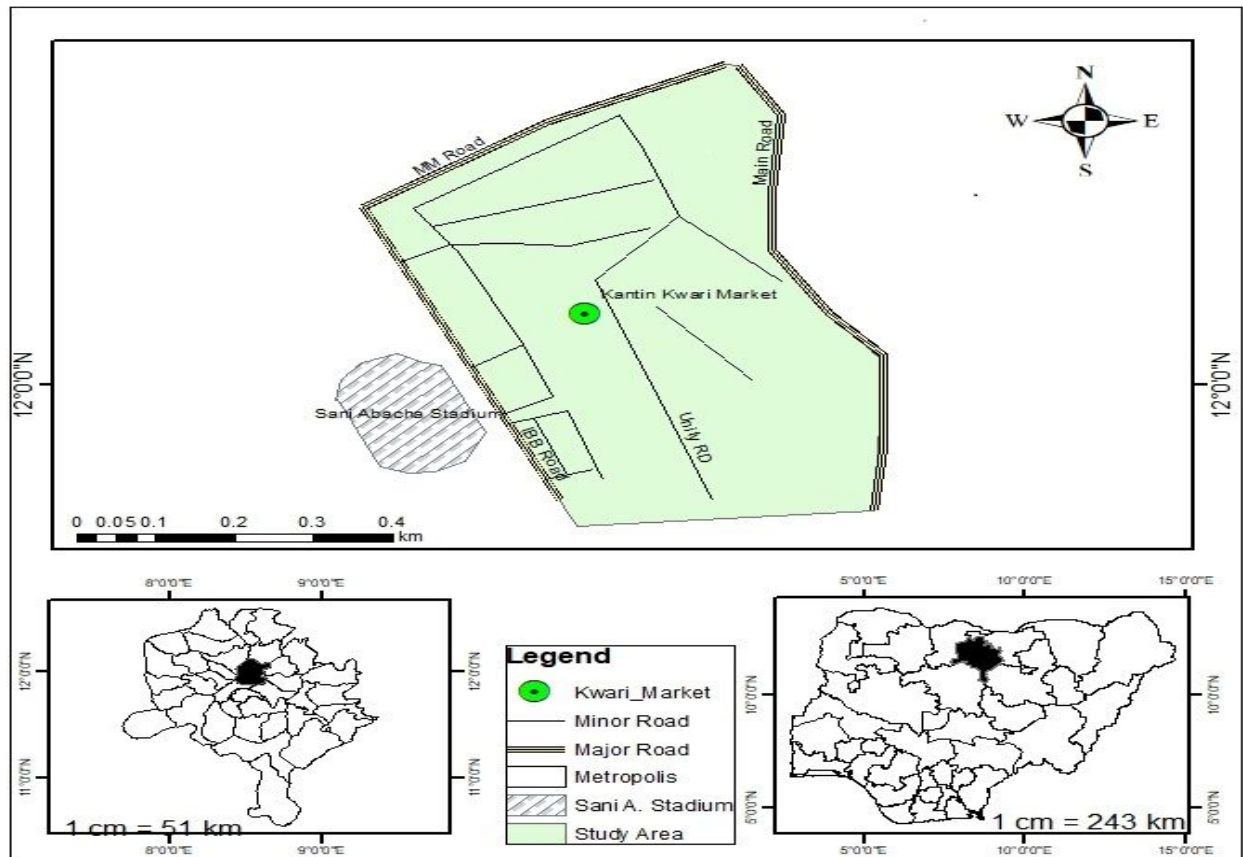 N
W E
S
MM Road
Main Road
Kantin Kwari Market
12°0'0"N
12°0'0"N
Sani Abacha Stadium
IBB Road
Unity RD
0 0.05 0.1 0.2 0.3 0.4
km
8°0'0"E 9°0'0"E
12°0'0"N
12°0'0"N
11°0'0"N
11°0'0"N
1 cm = 51 km
8°0'0"E 9°0'0"E
Legend
Kwari_Market
Minor Road
Major Road
Metropolis
Sani A. Stadium
Study Area
5°0'0"E 10°0'0"E 15°0'0"E
10°0'0"N
10°0'0"N
5°0'0"N
5°0'0"N
1 cm = 243 km
5°0'0"E 10°0'0"E 15°0'0"E